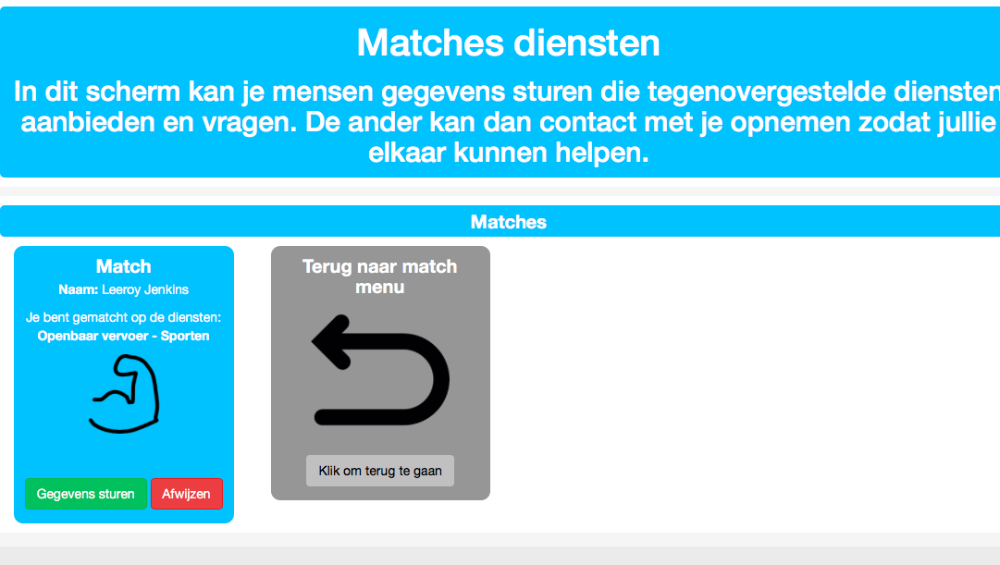 Matches diensten
In dit scherm kan je mensen gegevens sturen die tegenovergestelde diensten
aanbieden en vragen. De ander kan dan contact met je opnemen zodat jullie
elkaar kunnen helpen.
Matches
Match
Naam: Leeroy Jenkins
Je bent gematcht op de diensten:
Openbaar vervoer - Sporten
Gegevens sturen
Afwijzen
Terug naar match
menu
Klik om terug te gaan